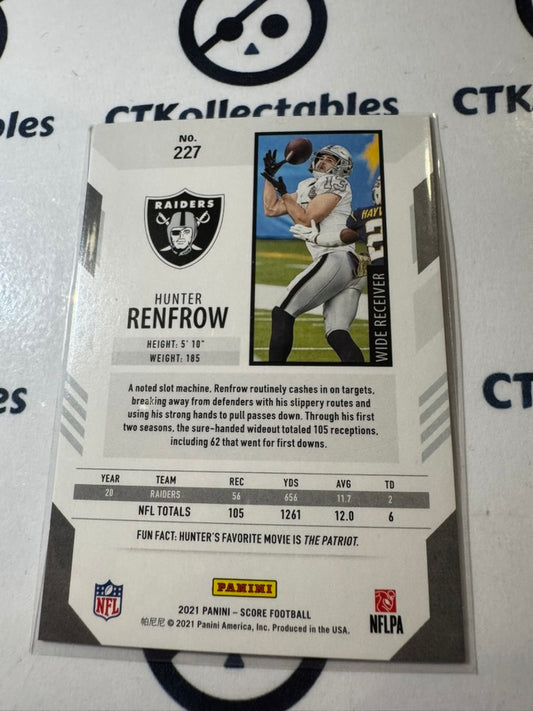 CTKollectables
CTK
No.
227
RAIDERS
HUNTER
RENFROW
HEIGHT: 5' 10"
WEIGHT: 185
HAYW
WIDE RECEIVER
A noted slot machine, Renfrow routinely cashes in on targets,
breaking away from defenders with his slippery routes and
using his strong hands to pull passes down. Through his first
two seasons, the sure-handed wideout totaled 105 receptions,
including 62 that went for first downs.
YEAR TEAM REC YDS AVG TD
20 RAIDERS 56 656 11.7 2
NFL TOTALS 105 1261 12.0 6
FUN FACT: HUNTER'S FAVORITE MOVIE IS THE PATRIOT.
NFL
PANINI
NFLPA
2021 PANINI – SCORE FOOTBALL
帕尼尼 © 2021 Panini America, Inc. Produced in the USA.